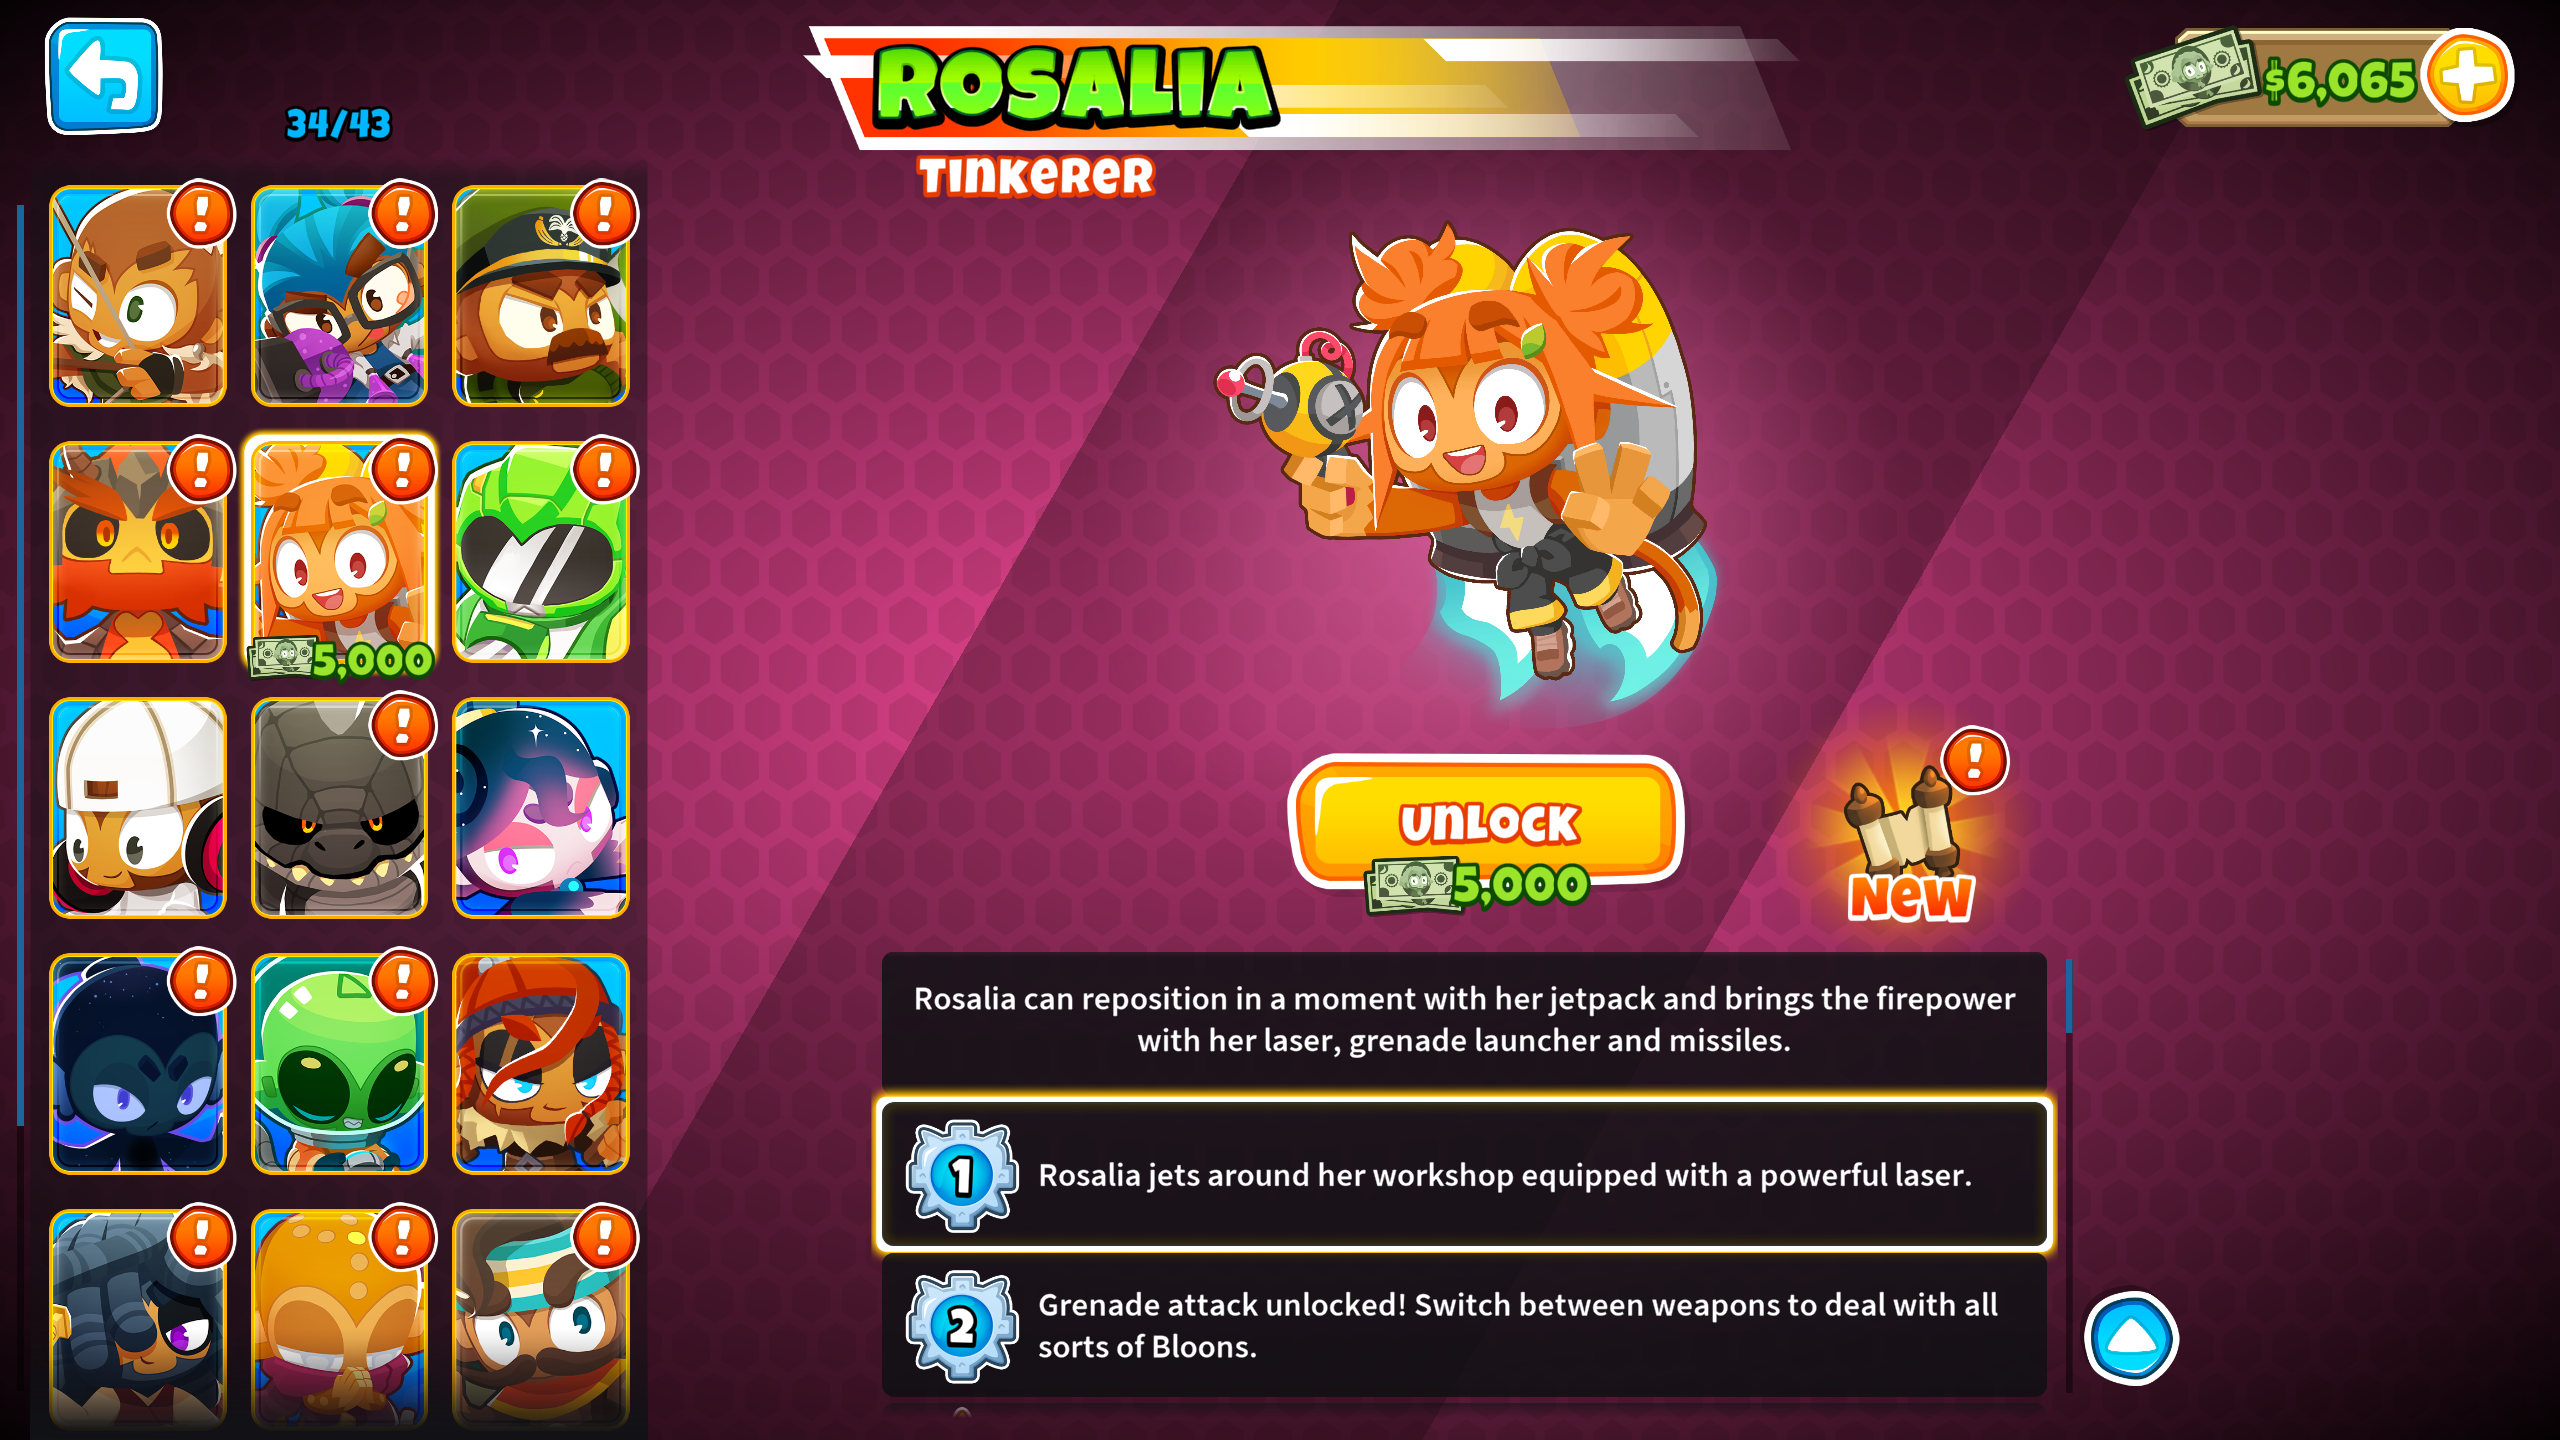 34/43
ROSALIA
TINKERER
$6,065
5,000
UNLOCK
5,000
NEW
Rosalia can reposition in a moment with her jetpack and brings the firepower
with her laser, grenade launcher and missiles.
1
Rosalia jets around her workshop equipped with a powerful laser.
2
Grenade attack unlocked! Switch between weapons to deal with all
sorts of Bloons.